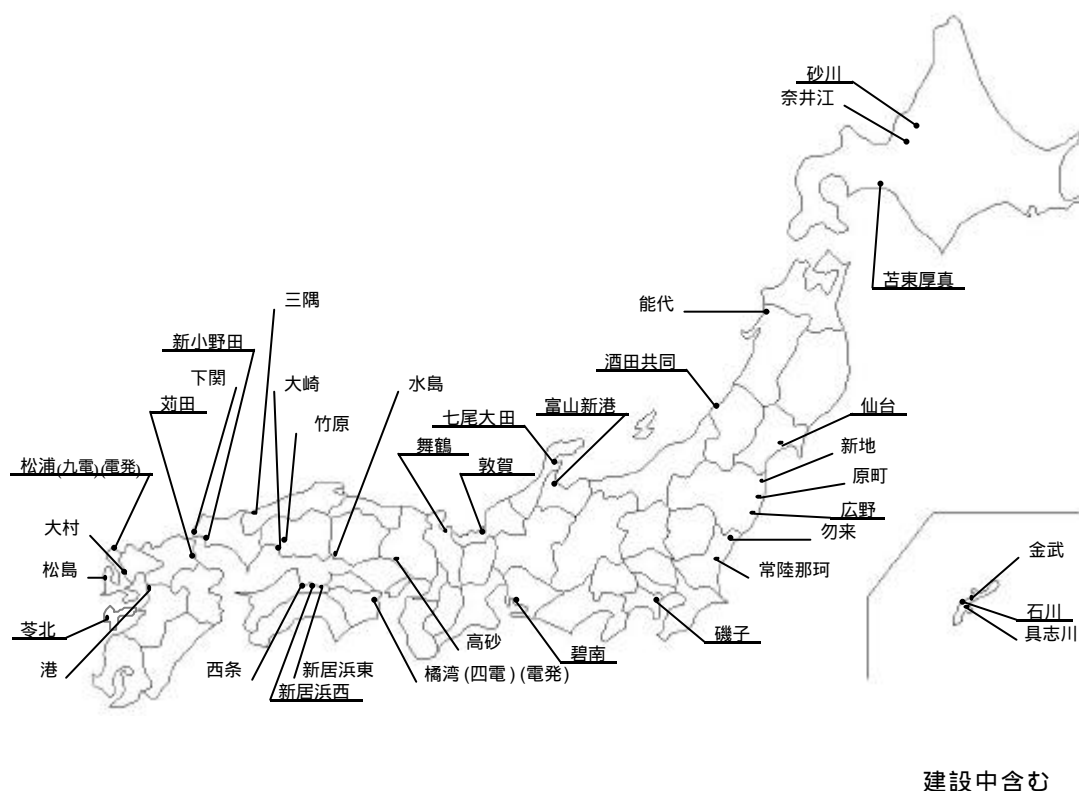 砂川
奈井江
苫東厚真
能代
三隅
新小野田
酒田共同
下関
大崎
水島
苅田
富山新港
仙台
七尾大田
竹原
舞鶴
新地
松浦(九電)(電発)
敦賀
原町
広野
大村
勿来
金武
松島
常陸那珂
石川
苓北
磯子
具志川
高砂
碧南
港
西条
新居浜東
橘湾(四電)(電発)
新居浜西
建設中含む